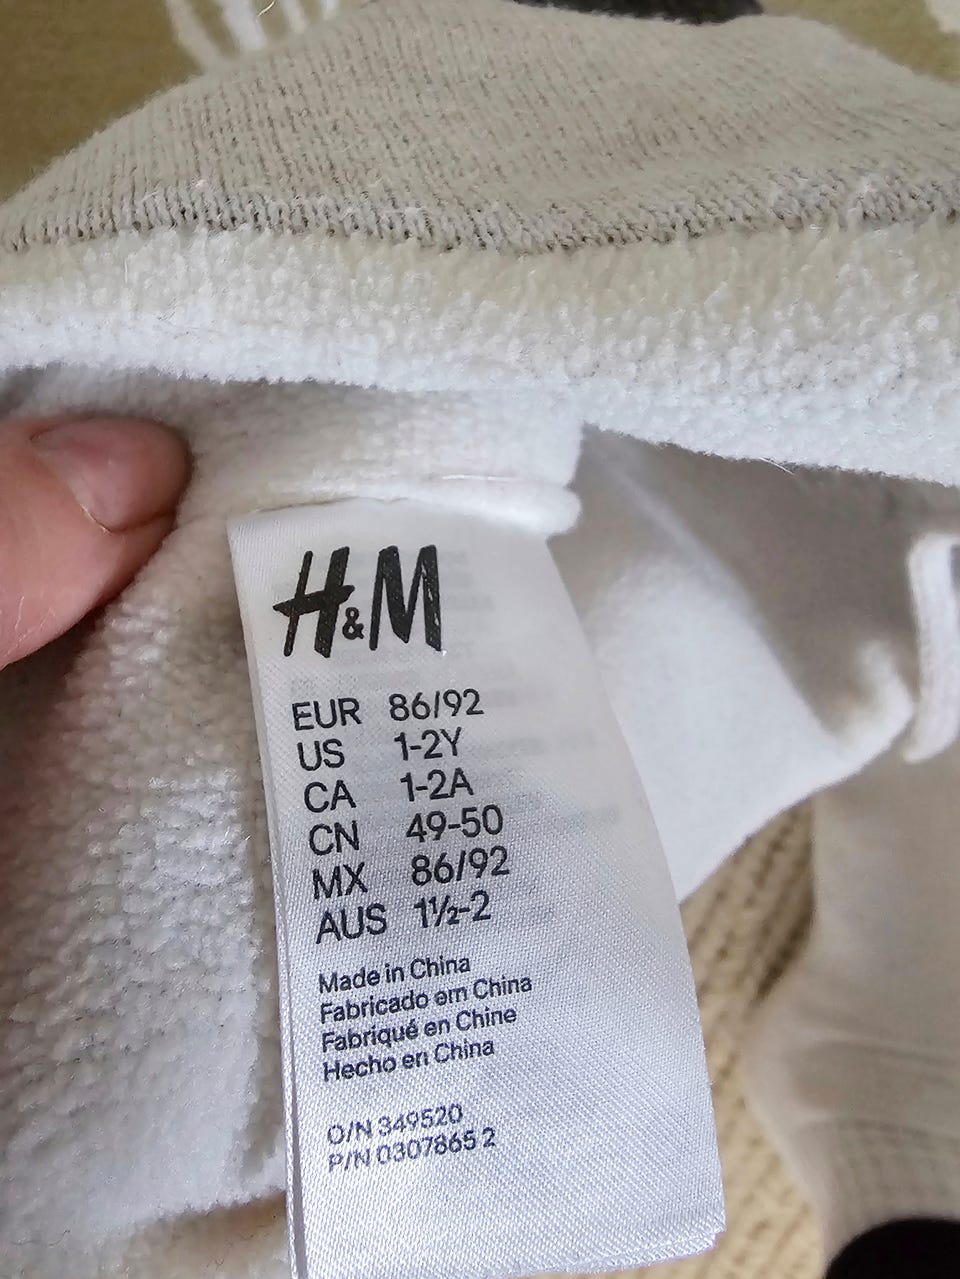 H&M
EUR 86/92
US 1-2Y
CA 1-2A
CN 49-50
MX 86/92
AUS 1½-2
Made in China
Fabricado em China
Fabriqué en Chine
Hecho en China
O/N 349520
P/N 0307865 2